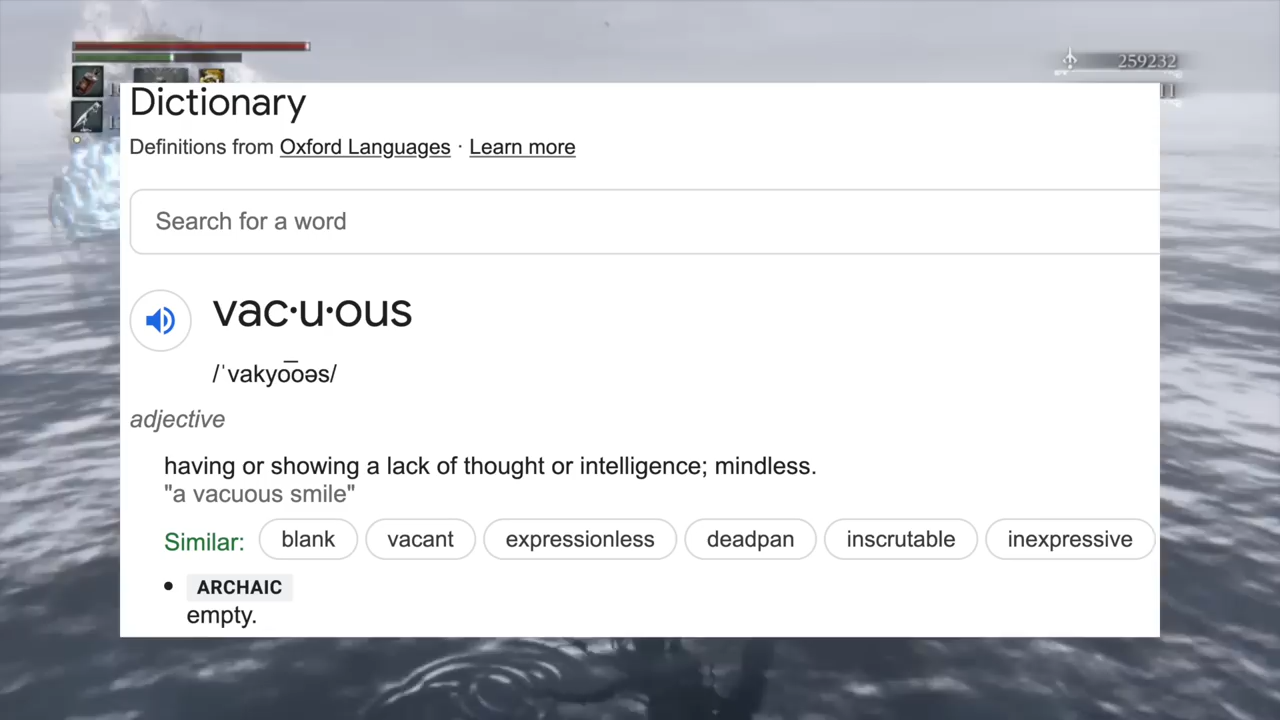 259232
11
Dictionary
Definitions from Oxford Languages · Learn more
Search for a word
vac·u·ous
/ˈvakyo͞oəs/
adjective
having or showing a lack of thought or intelligence; mindless.
"a vacuous smile"
Similar: blank vacant expressionless deadpan inscrutable inexpressive
• ARCHAIC
empty.